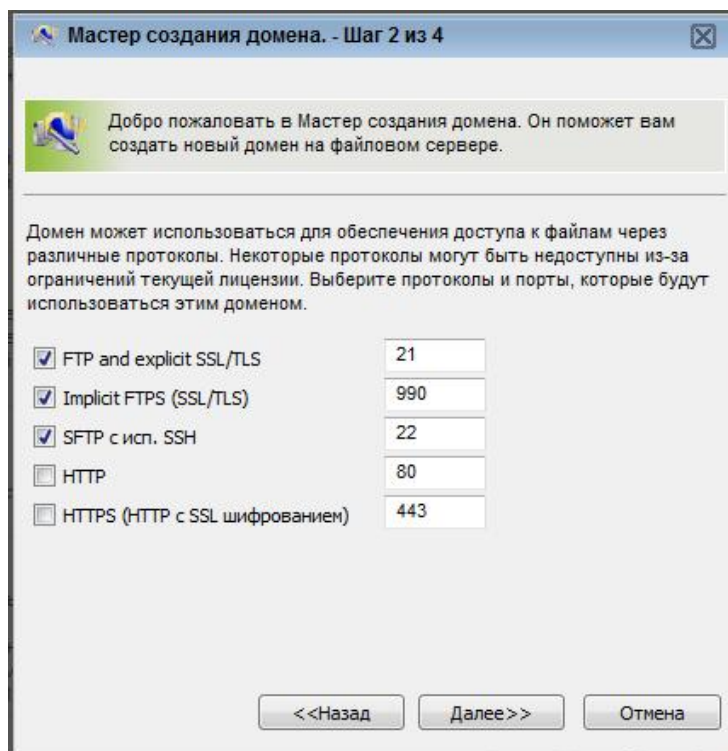 Мастер создания домена. - Шаг 2 из 4
Добро пожаловать в Мастер создания домена. Он поможет вам
создать новый домен на файловом сервере.
Домен может использоваться для обеспечения доступа к файлам через
различные протоколы. Некоторые протоколы могут быть недоступны из-за
ограничений текущей лицензии. Выберите протоколы и порты, которые будут
использоваться этим доменом.
FTP and explicit SSL/TLS 21
Implicit FTPS (SSL/TLS) 990
SFTP с исп. SSH 22
HTTP 80
HTTPS (HTTP с SSL шифрованием) 443
<<Назад Далее>> Отмена